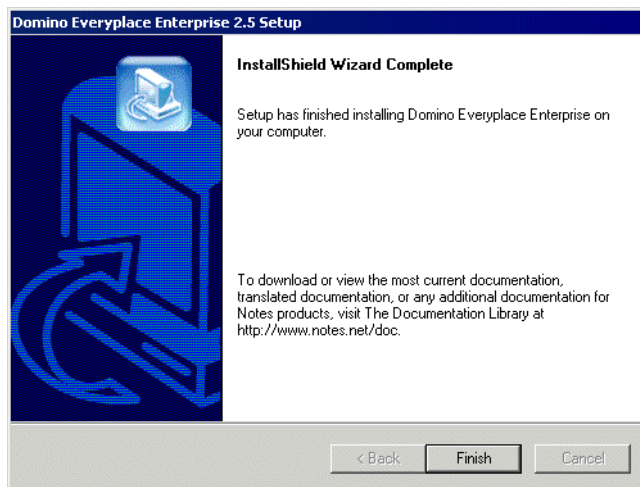 Domino Everyplace Enterprise 2.5 Setup
InstallShield Wizard Complete
Setup has finished installing Domino Everyplace Enterprise on
your computer.
To download or view the most current documentation,
translated documentation, or any additional documentation for
Notes products, visit The Documentation Library at
http://www.notes.net/doc.
< Back Finish Cancel